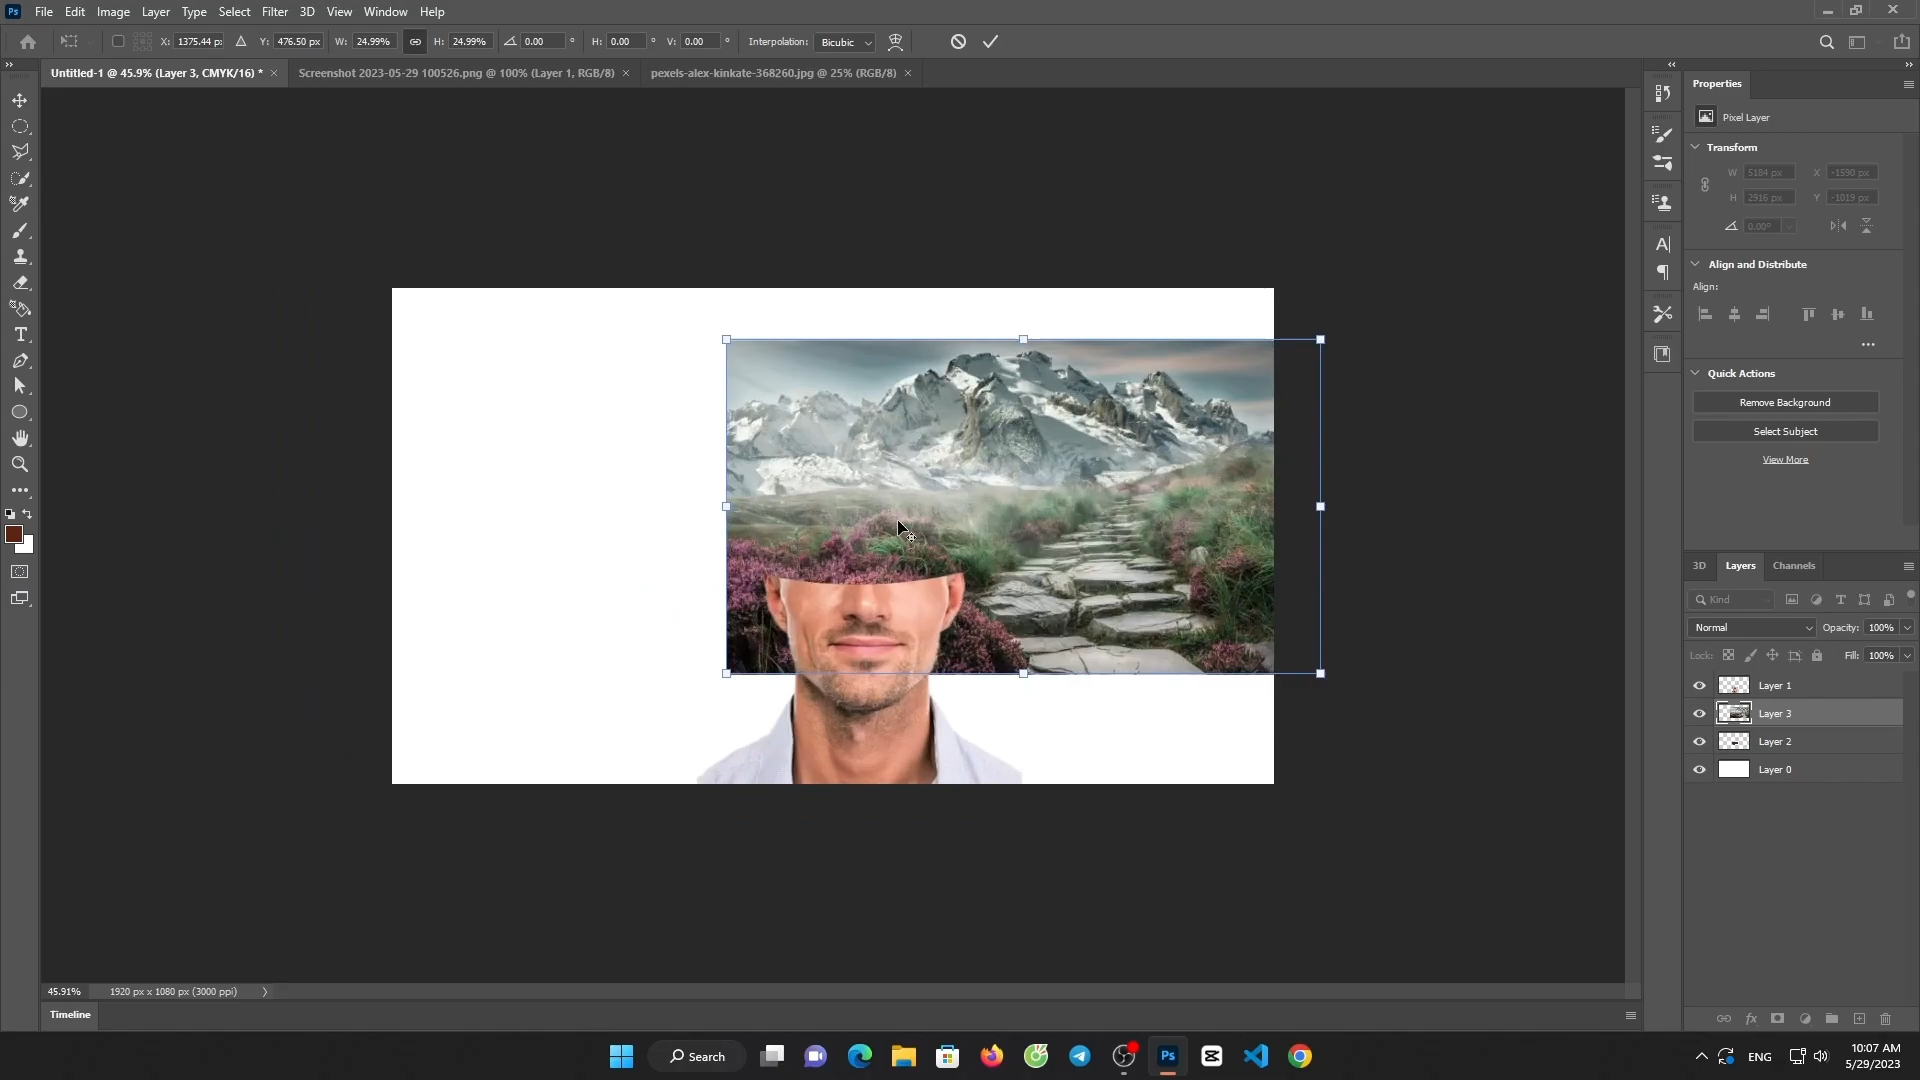 Ps File Edit Image Layer Type Select Filter 3D View Window Help
X: 1375.44 p: Y: 476.50 px W: 24.99% H: 24.99% 0.00 ° H: 0.00 ° V: 0.00 ° Interpolation: Bicubic
Untitled-1 @ 45.9% (Layer 3, CMYK/16) * × Screenshot 2023-05-29 100526.png @ 100% (Layer 1, RGB/8) × pexels-alex-kinkate-368260.jpg @ 25% (RGB/8) ×
Properties
Pixel Layer
Transform
W 5184 px X -1590 px
H 2916 px Y -1019 px
0.00°
Align and Distribute
Align:
Quick Actions
Remove Background
Select Subject
View More
3D Layers Channels
Kind
Normal Opacity: 100%
Lock: Fill: 100%
Layer 1
Layer 3
Layer 2
Layer 0
45.91% 1920 px x 1080 px (3000 ppi)
Timeline
Search
Ps
ENG
10:07 AM
5/29/2023